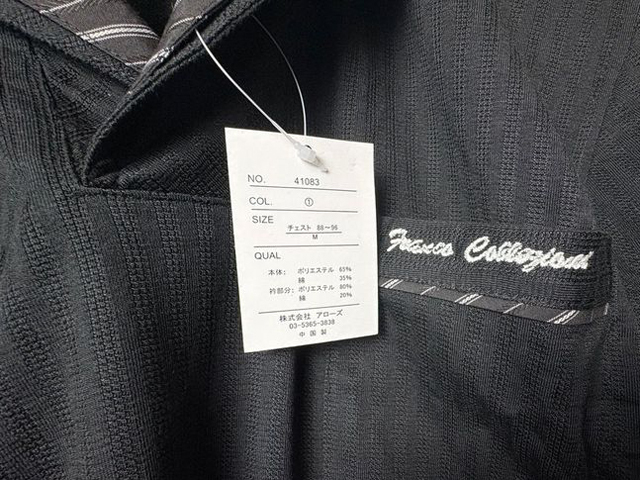 NO. 41083
COL. ①
SIZE
チェスト 88～96
M
QUAL
本体: ポリエステル 65%
綿 35%
衿部分: ポリエステル 80%
綿 20%
株式会社 アローズ
03-5365-3838
中国製
Franco Collezioni